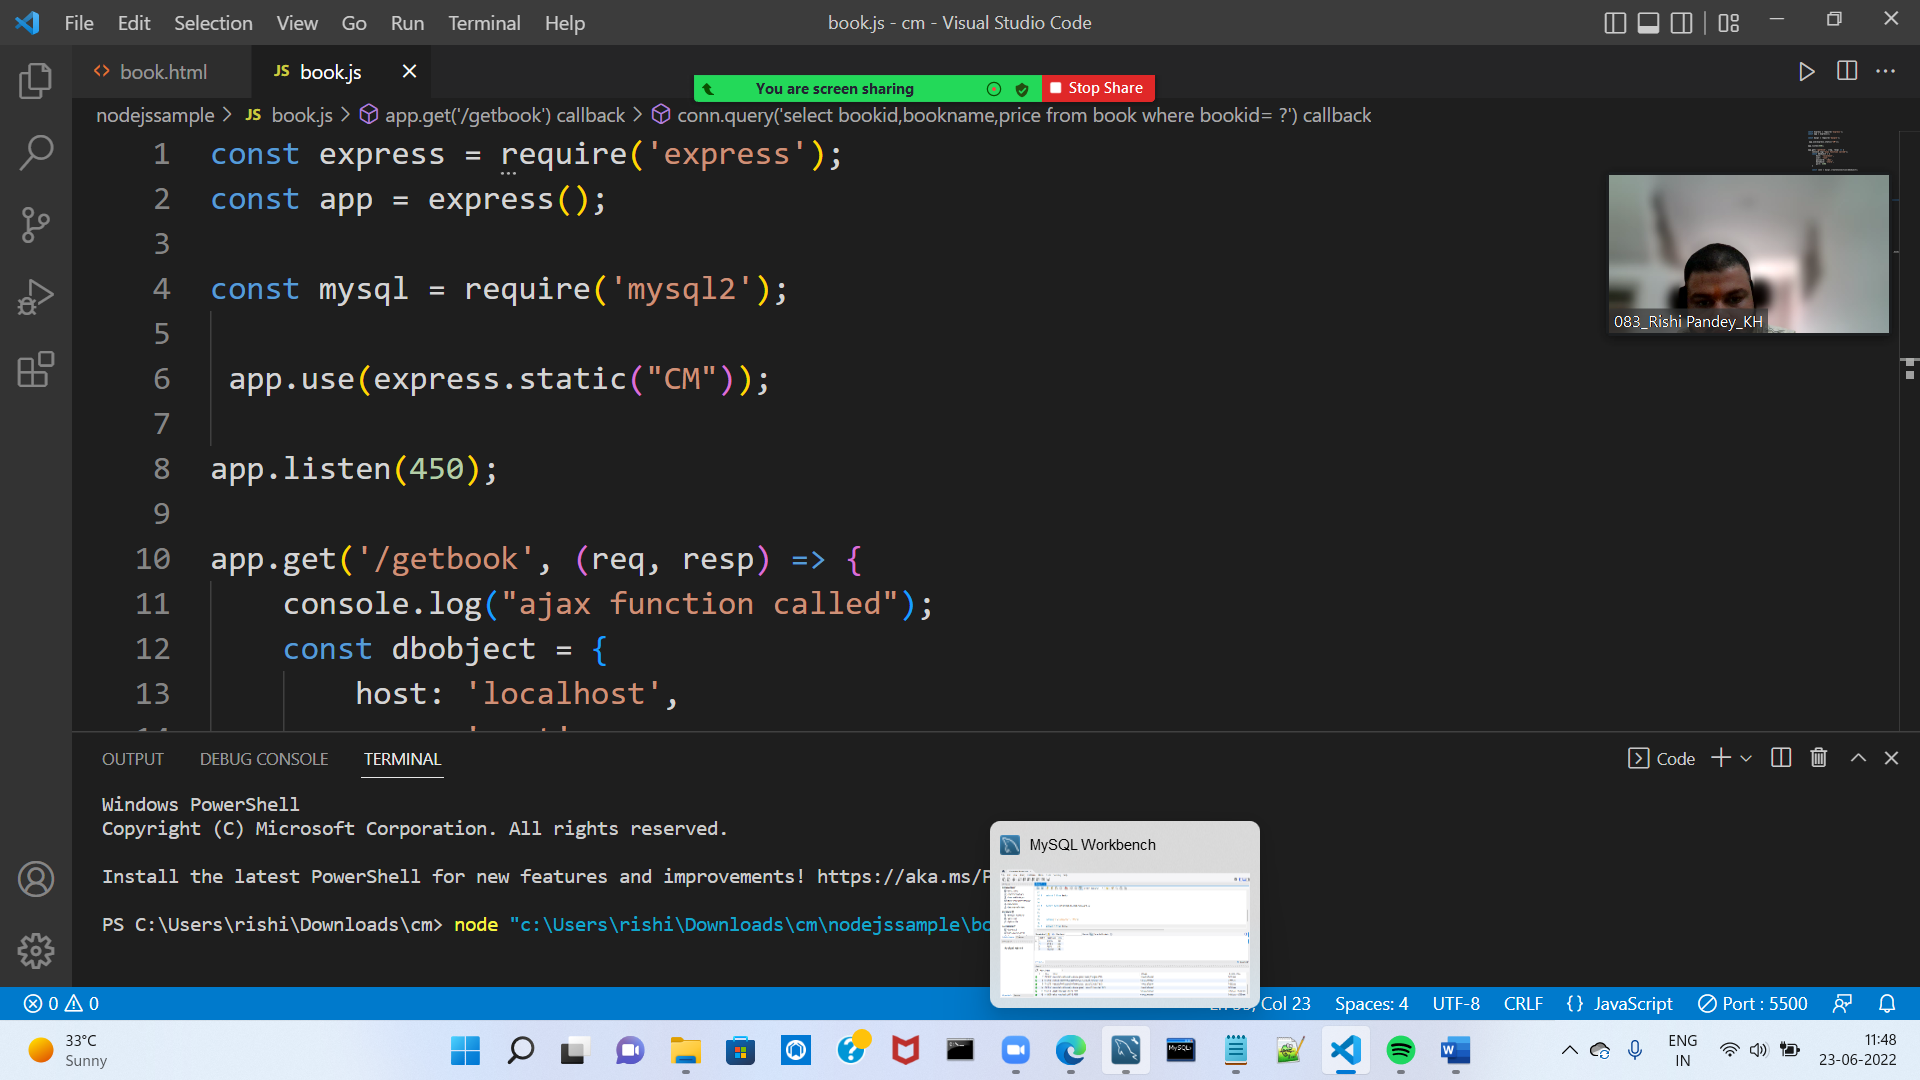 File Edit Selection View Go Run Terminal Help
book.js - cm - Visual Studio Code
book.html
JS book.js
You are screen sharing
Stop Share
nodejssample > JS book.js > app.get('/getbook') callback > conn.query('select bookid,bookname,price from book where bookid= ?') callback
1 const express = require('express');
2 const app = express();
3
4 const mysql = require('mysql2');
5
6 app.use(express.static("CM"));
7
8 app.listen(450);
9
10 app.get('/getbook', (req, resp) => {
11 console.log("ajax function called");
12 const dbobject = {
13 host: 'localhost',
083_Rishi Pandey_KH
OUTPUT DEBUG CONSOLE TERMINAL
Code
Windows PowerShell
Copyright (C) Microsoft Corporation. All rights reserved.
Install the latest PowerShell for new features and improvements! https://aka.ms/P
PS C:\Users\rishi\Downloads\cm> node "c:\Users\rishi\Downloads\cm\nodejssample\bo
MySQL Workbench
0 0
Col 23 Spaces: 4 UTF-8 CRLF {} JavaScript Port : 5500
33°C
Sunny
ENG
IN
11:48
23-06-2022